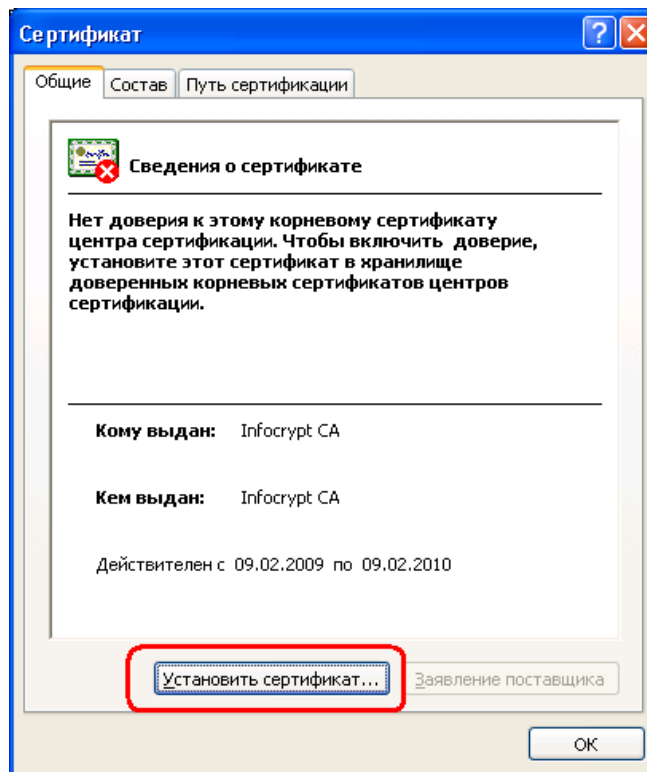 Сертификат
Общие Состав Путь сертификации
Сведения о сертификате
Нет доверия к этому корневому сертификату
центра сертификации. Чтобы включить доверие,
установите этот сертификат в хранилище
доверенных корневых сертификатов центров
сертификации.
Кому выдан: Infocrypt CA
Кем выдан: Infocrypt CA
Действителен с 09.02.2009 по 09.02.2010
Установить сертификат... Заявление поставщика
ОК